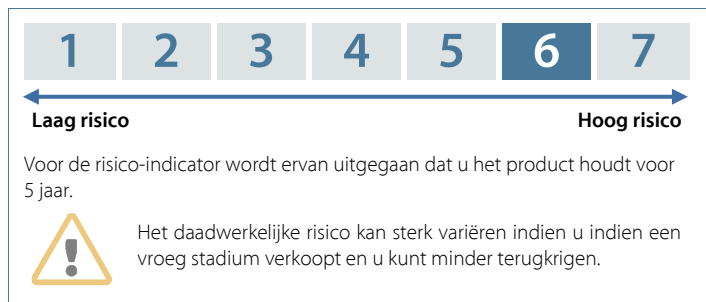 1 2 3 4 5 6 7
Laag risico Hoog risico
Voor de risico-indicator wordt ervan uitgegaan dat u het product houdt voor
5 jaar.
Het daadwerkelijke risico kan sterk variëren indien u indien een
vroeg stadium verkoopt en u kunt minder terugkrigen.